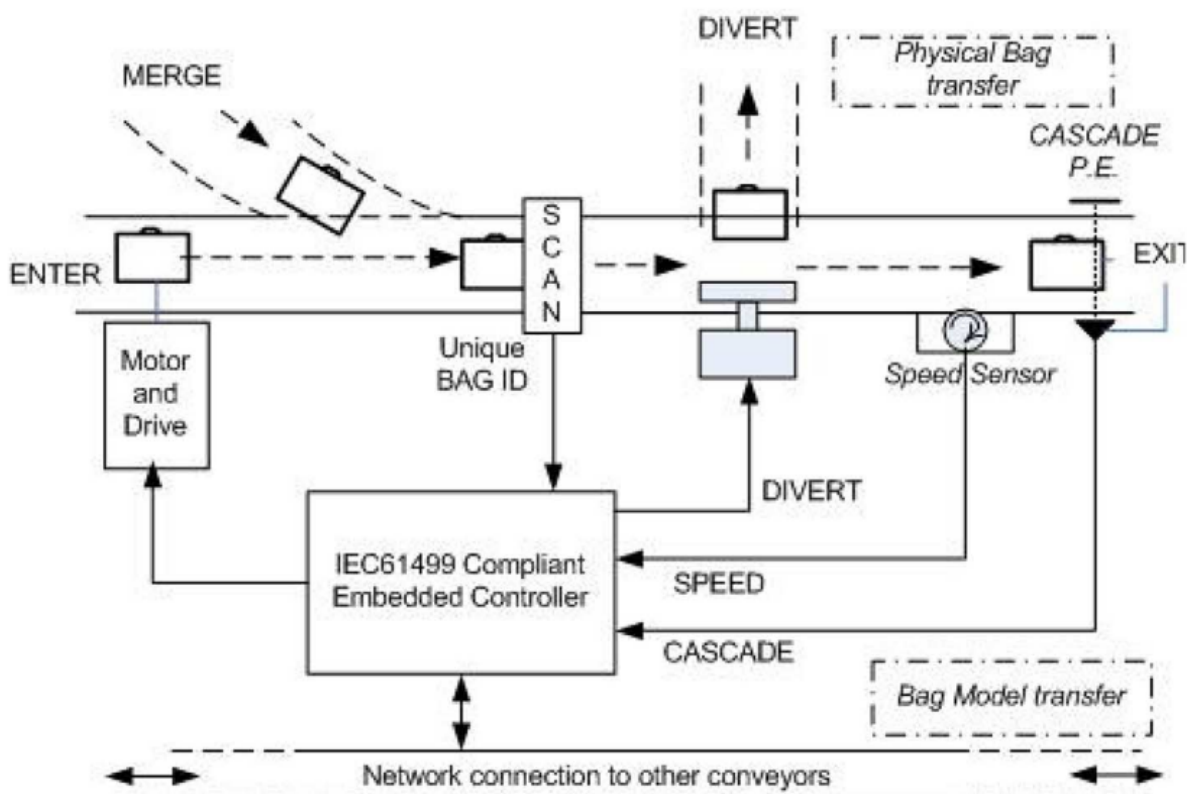 DIVERT
MERGE
Physical Bag
transfer
CASCADE
P.E.
S
C
A
N
ENTER
EXIT
Motor
and
Drive
Unique
BAG ID
Speed Sensor
DIVERT
IEC61499 Compliant
Embedded Controller
SPEED
CASCADE
Bag Model transfer
Network connection to other conveyors